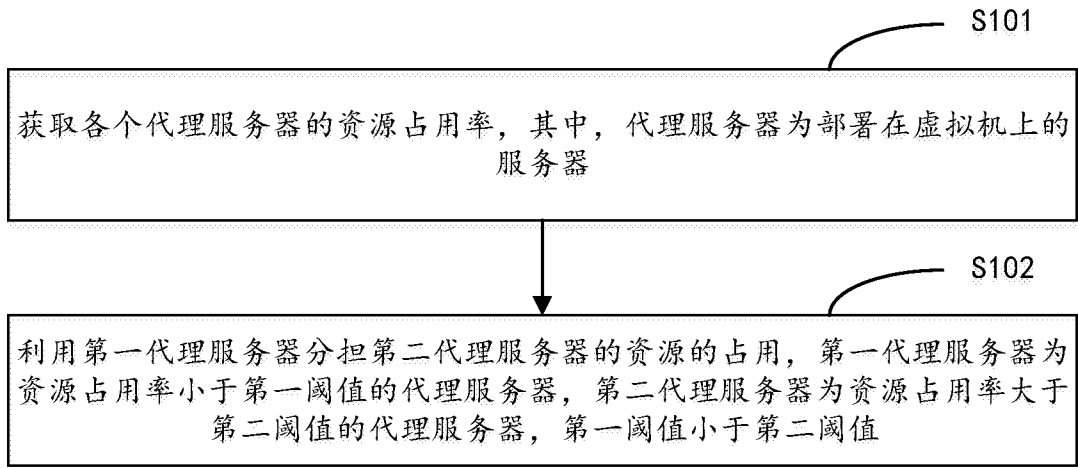 S101
获取各个代理服务器的资源占用率，其中，代理服务器为部署在虚拟机上的
服务器
S102
利用第一代理服务器分担第二代理服务器的资源的占用，第一代理服务器为
资源占用率小于第一阈值的代理服务器，第二代理服务器为资源占用率大于
第二阈值的代理服务器，第一阈值小于第二阈值